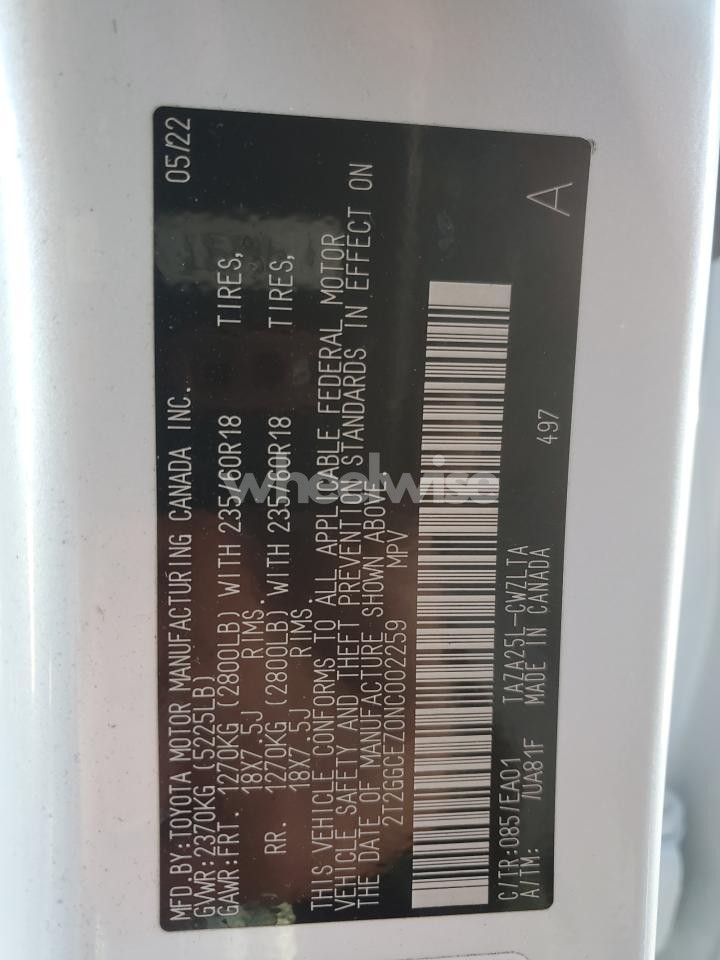 MFD.BY:TOYOTA MOTOR MANUFACTURING CANADA INC. 05/22
GVWR:2370KG (5225LB)
GAWR:FRT. 1270KG (2800LB) WITH 235/60R18 TIRES,
18X7.5J RIMS.
RR. 1270KG (2800LB) WITH 235/60R18 TIRES,
18X7.5J RIMS.
THIS VEHICLE CONFORMS TO ALL APPLICABLE FEDERAL MOTOR
VEHICLE SAFETY AND THEFT PREVENTION STANDARDS IN EFFECT ON
THE DATE OF MANUFACTURE SHOWN ABOVE.
2T2GGCEZ0NC002259 MPV
C/TR:085/EA01 TAZA25L-CWZLTA 497 A
A/TM: /UA81F MADE IN CANADA
wheelwise